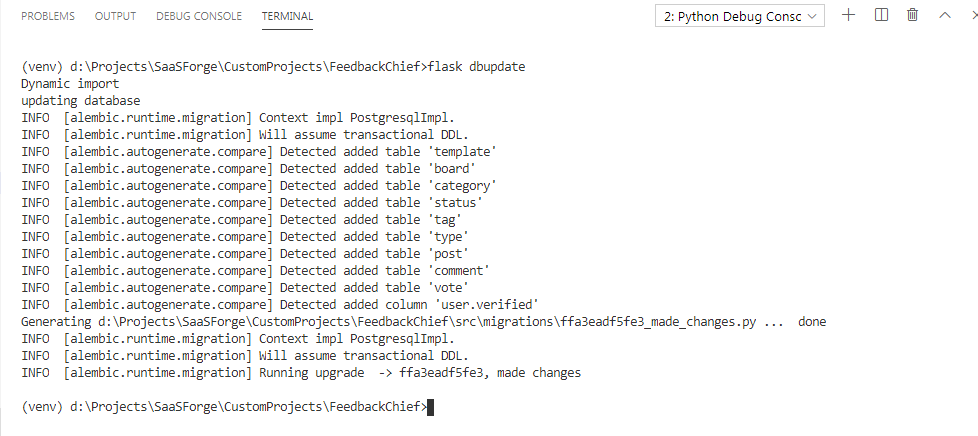 PROBLEMS OUTPUT DEBUG CONSOLE TERMINAL 2: Python Debug Consc
(venv) d:\Projects\SaaSForge\CustomProjects\FeedbackChief>flask dbupdate
Dynamic import
updating database
INFO  [alembic.runtime.migration] Context impl PostgresqlImpl.
INFO  [alembic.runtime.migration] Will assume transactional DDL.
INFO  [alembic.autogenerate.compare] Detected added table 'template'
INFO  [alembic.autogenerate.compare] Detected added table 'board'
INFO  [alembic.autogenerate.compare] Detected added table 'category'
INFO  [alembic.autogenerate.compare] Detected added table 'status'
INFO  [alembic.autogenerate.compare] Detected added table 'tag'
INFO  [alembic.autogenerate.compare] Detected added table 'type'
INFO  [alembic.autogenerate.compare] Detected added table 'post'
INFO  [alembic.autogenerate.compare] Detected added table 'comment'
INFO  [alembic.autogenerate.compare] Detected added table 'vote'
INFO  [alembic.autogenerate.compare] Detected added column 'user.verified'
Generating d:\Projects\SaaSForge\CustomProjects\FeedbackChief\src\migrations\ffa3eadf5fe3_made_changes.py ...  done
INFO  [alembic.runtime.migration] Context impl PostgresqlImpl.
INFO  [alembic.runtime.migration] Will assume transactional DDL.
INFO  [alembic.runtime.migration] Running upgrade  -> ffa3eadf5fe3, made changes
(venv) d:\Projects\SaaSForge\CustomProjects\FeedbackChief>